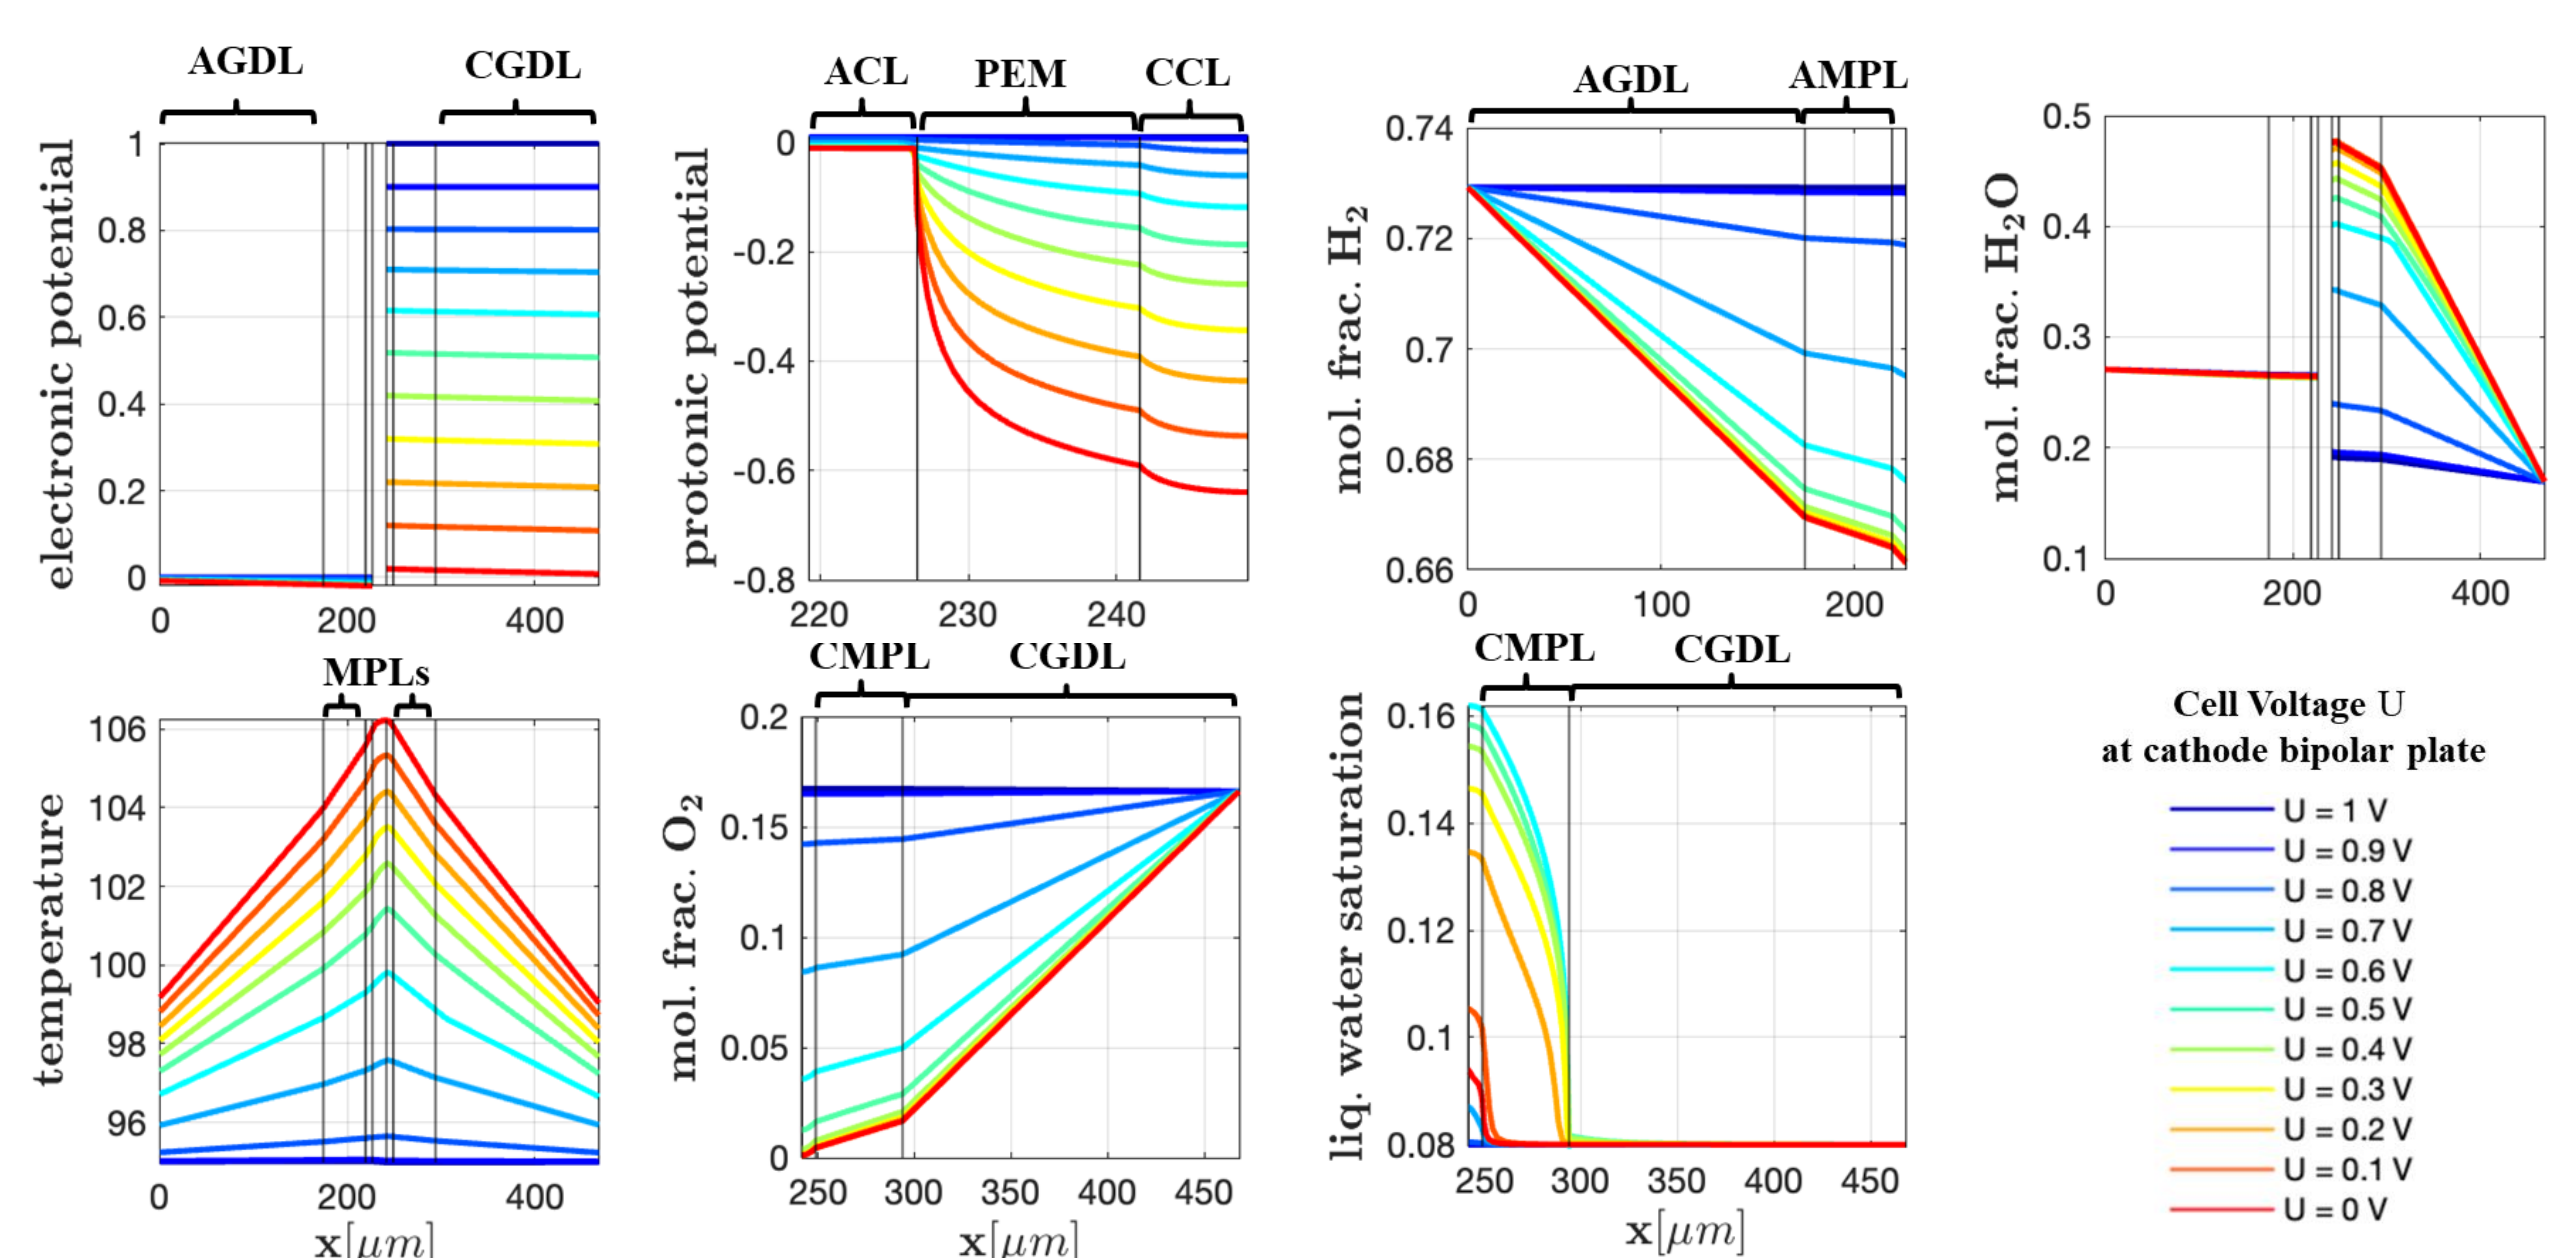 AGDL
CGDL
electronic potential
1
0.8
0.6
0.4
0.2
0
0
200
400
ACL
PEM
CCL
protonic potential
0
-0.2
-0.4
-0.6
-0.8
220
230
240
AGDL
AMPL
mol. frac. H2
0.74
0.72
0.7
0.68
0.66
0
100
200
mol. frac. H2O
0.5
0.4
0.3
0.2
0.1
0
200
400
MPLs
temperature
106
104
102
100
98
96
0
200
400
x[μm]
CMPL
CGDL
mol. frac. O2
0.2
0.15
0.1
0.05
0
250
300
350
400
450
x[μm]
CMPL
CGDL
liq. water saturation
0.16
0.14
0.12
0.1
0.08
250
300
350
400
450
x[μm]
Cell Voltage U
at cathode bipolar plate
U = 1 V
U = 0.9 V
U = 0.8 V
U = 0.7 V
U = 0.6 V
U = 0.5 V
U = 0.4 V
U = 0.3 V
U = 0.2 V
U = 0.1 V
U = 0 V